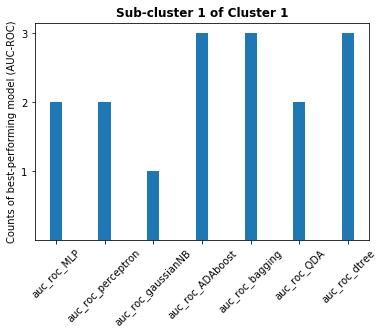 Sub-cluster 1 of Cluster 1
Counts of best-performing model (AUC-ROC)
3
2
1
auc_roc_MLP
auc_roc_perceptron
auc_roc_gaussianNB
auc_roc_ADAboost
auc_roc_bagging
auc_roc_QDA
auc_roc_dtree